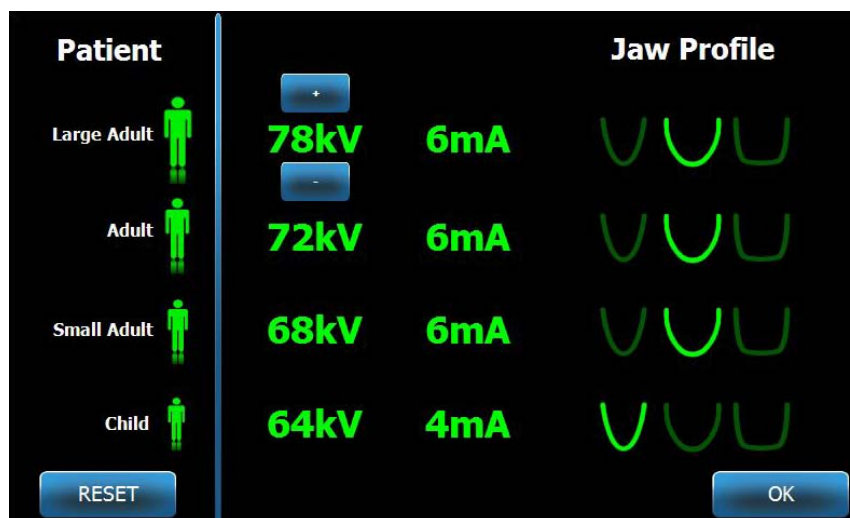 Patient
Jaw Profile
+
Large Adult
78kV 6mA
-
Adult
72kV 6mA
Small Adult
68kV 6mA
Child
64kV 4mA
RESET
OK